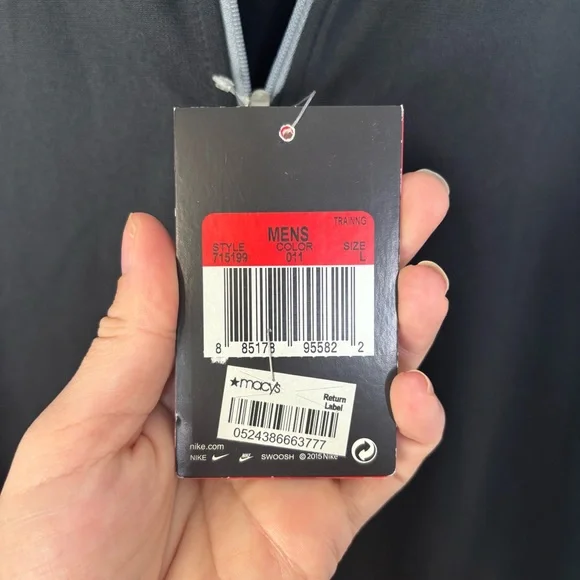 TRAINING
MENS
STYLE COLOR SIZE
715199 011 L
8 85178 95582 2
★macy's
Return
Label
0524386663777
nike.com
NIKE SWOOSH © 2015 Nike